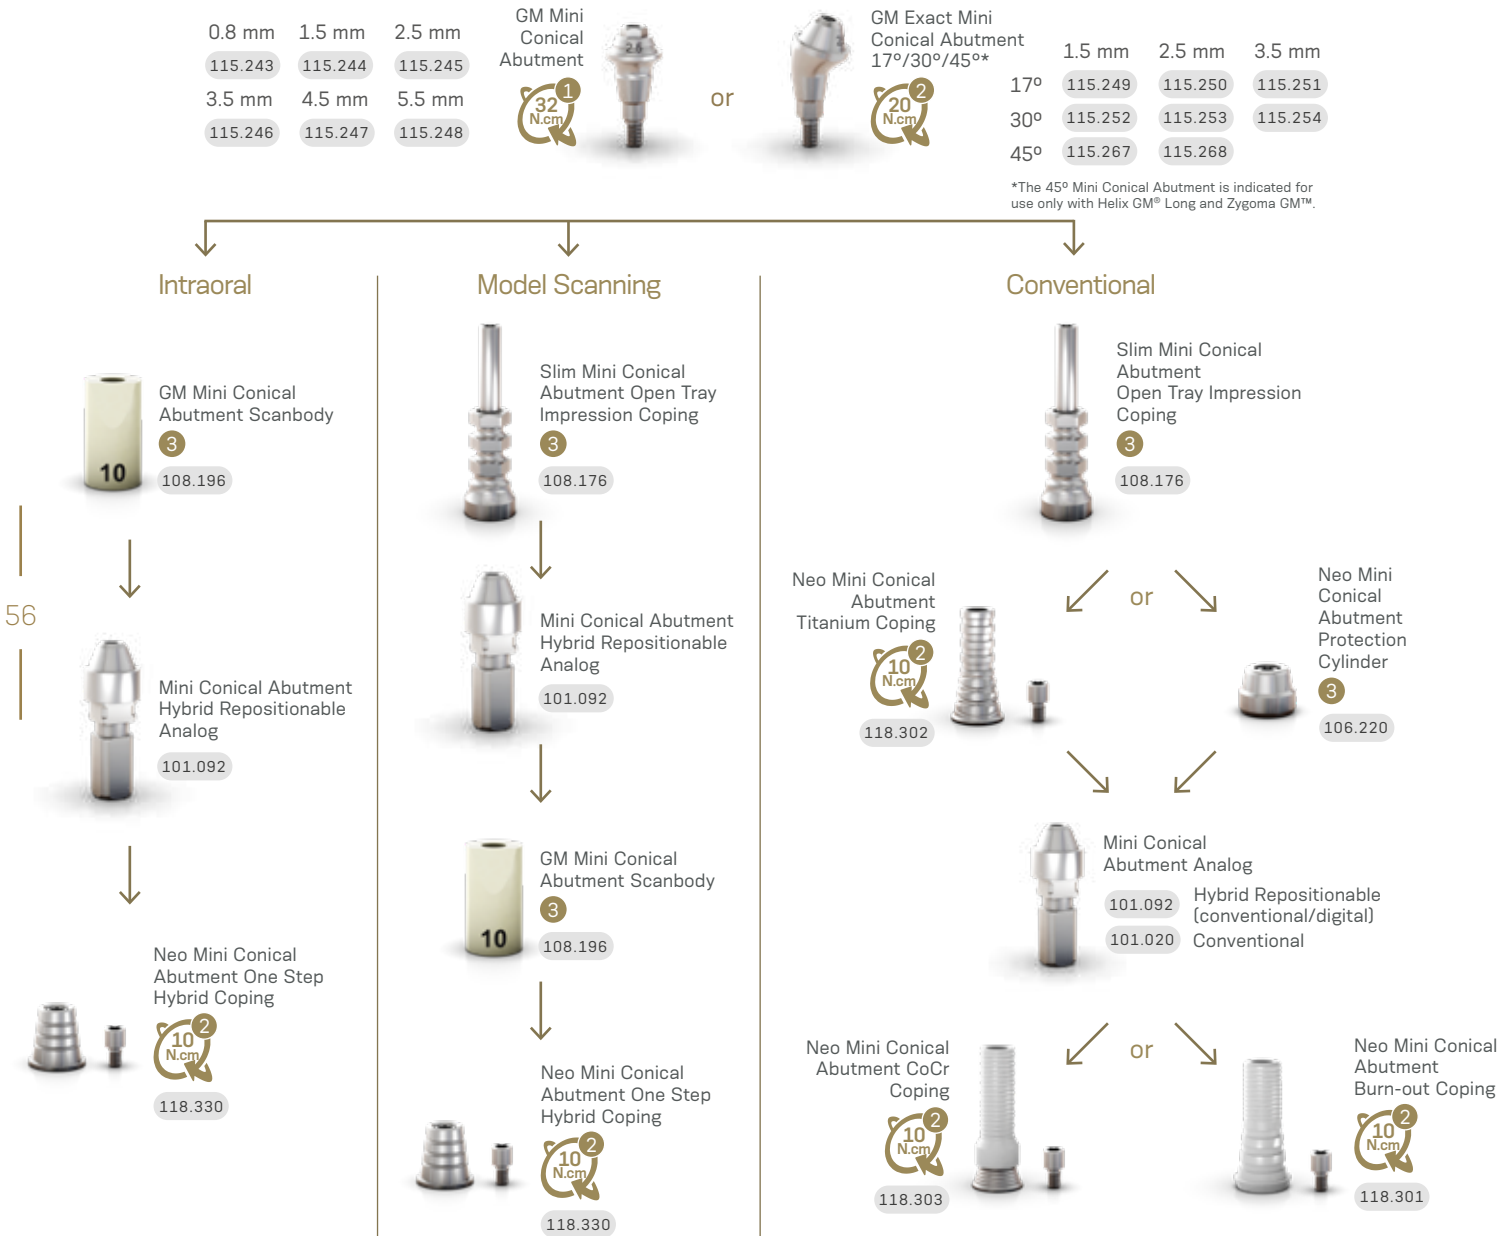 0.8 mm 1.5 mm 2.5 mm
115.243 115.244 115.245
3.5 mm 4.5 mm 5.5 mm
115.246 115.247 115.248
GM Mini
Conical
Abutment
32
N.cm
1
2.5
or
GM Exact Mini
Conical Abutment
17º/30º/45º*
20
N.cm
2
1.5 mm 2.5 mm 3.5 mm
17º 115.249 115.250 115.251
30º 115.252 115.253 115.254
45º 115.267 115.268
*The 45º Mini Conical Abutment is indicated for
use only with Helix GM® Long and Zygoma GM™.
Intraoral
10
GM Mini Conical
Abutment Scanbody
3
108.196
56
Mini Conical Abutment
Hybrid Repositionable
Analog
101.092
Neo Mini Conical
Abutment One Step
Hybrid Coping
10
N.cm
2
118.330
Model Scanning
Slim Mini Conical
Abutment Open Tray
Impression Coping
3
108.176
Mini Conical Abutment
Hybrid Repositionable
Analog
101.092
10
GM Mini Conical
Abutment Scanbody
3
108.196
Neo Mini Conical
Abutment One Step
Hybrid Coping
10
N.cm
2
118.330
Conventional
Slim Mini Conical
Abutment
Open Tray Impression
Coping
3
108.176
Neo Mini Conical
Abutment
Titanium Coping
10
N.cm
2
118.302
or
Neo Mini
Conical
Abutment
Protection
Cylinder
3
106.220
Mini Conical
Abutment Analog
101.092 Hybrid Repositionable
(conventional/digital)
101.020 Conventional
Neo Mini Conical
Abutment CoCr
Coping
10
N.cm
2
118.303
or
Neo Mini Conical
Abutment
Burn-out Coping
10
N.cm
2
118.301